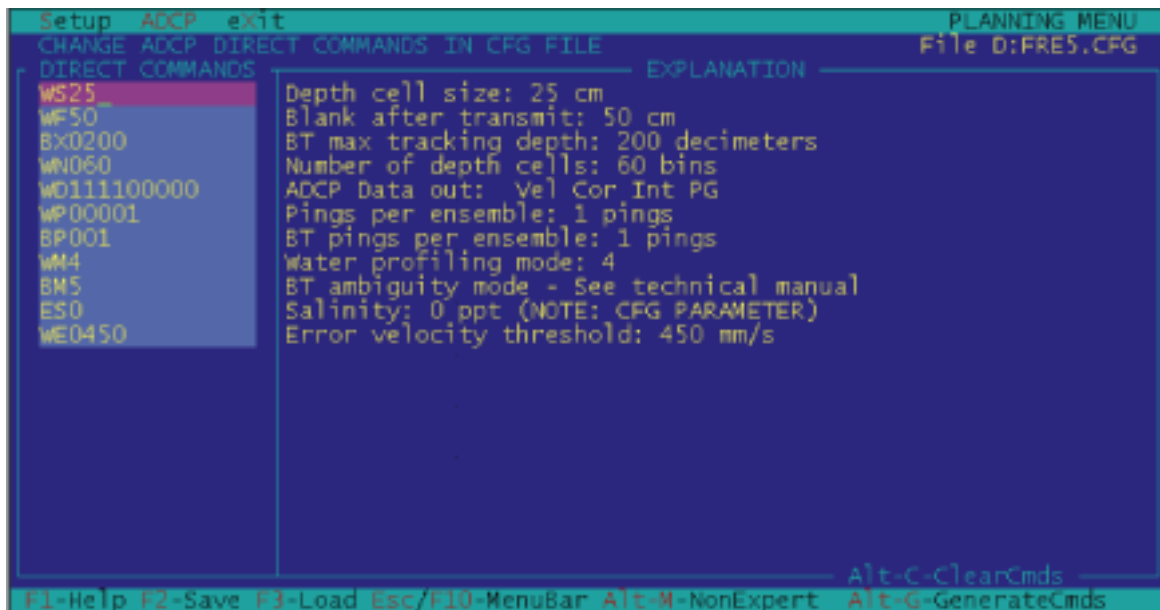 Setup ADCP eXit PLANNING MENU
CHANGE ADCP DIRECT COMMANDS IN CFG FILE File D:FRE5.CFG
DIRECT COMMANDS EXPLANATION
WS25_ Depth cell size: 25 cm
WF50 Blank after transmit: 50 cm
BX0200 BT max tracking depth: 200 decimeters
WN060 Number of depth cells: 60 bins
WD111100000 ADCP Data out: Vel Cor Int PG
WP00001 Pings per ensemble: 1 pings
BP001 BT pings per ensemble: 1 pings
WM4 Water profiling mode: 4
BM5 BT ambiguity mode - See technical manual
ES0 Salinity: 0 ppt (NOTE: CFG PARAMETER)
WE0450 Error velocity threshold: 450 mm/s
Alt-C-ClearCmds
F1-Help F2-Save F3-Load Esc/F10-MenuBar Alt-M-NonExpert Alt-G-GenerateCmds